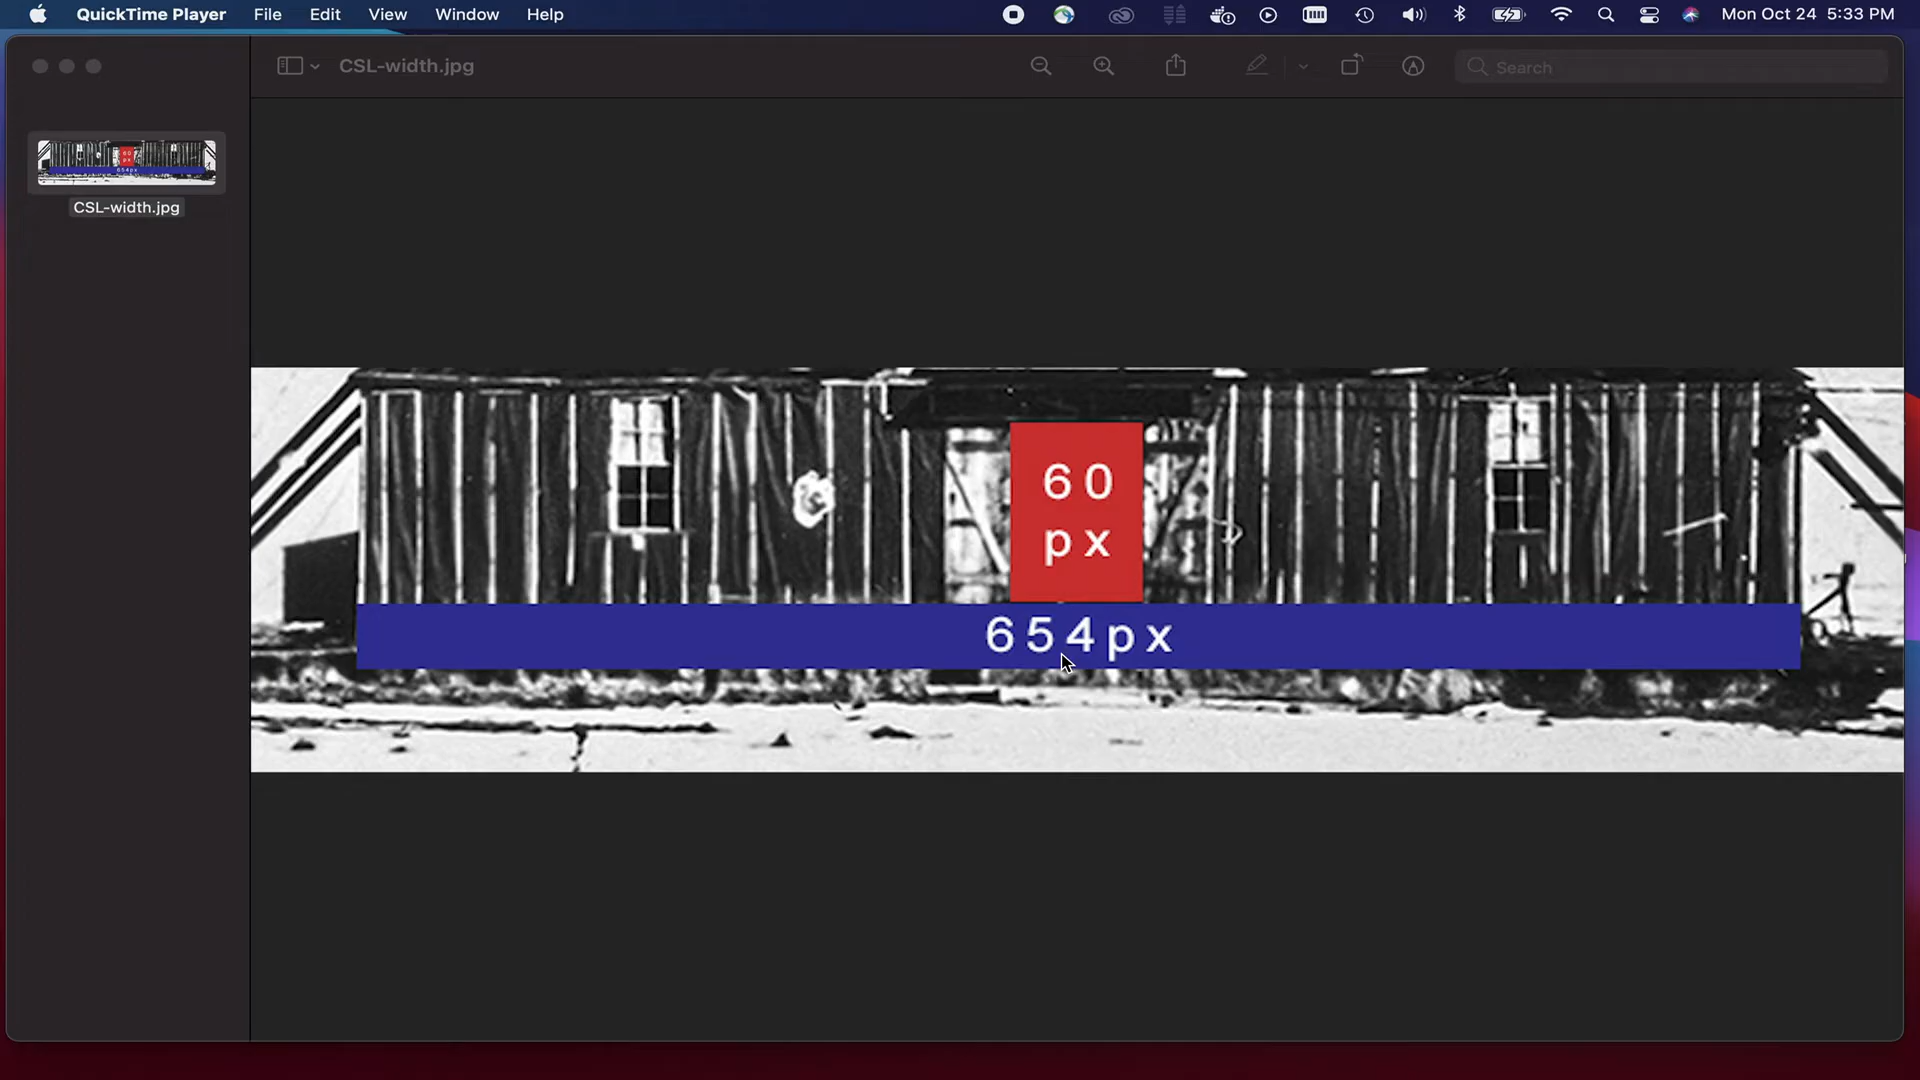 QuickTime Player File Edit View Window Help Mon Oct 24 5:33 PM
CSL-width.jpg Search
CSL-width.jpg
60
px
654px